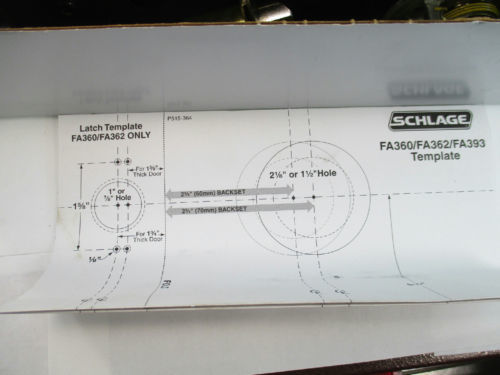 Latch Template
FA360/FA362 ONLY
P515-364
SCHLAGE
FA360/FA362/FA393
Template
For 1⅜"
Thick Door
2⅛" or 1½" Hole
1" or
⅞" Hole
1⅝"
2⅜" (60mm) BACKSET
2¾" (70mm) BACKSET
For 1¾"
Thick Door